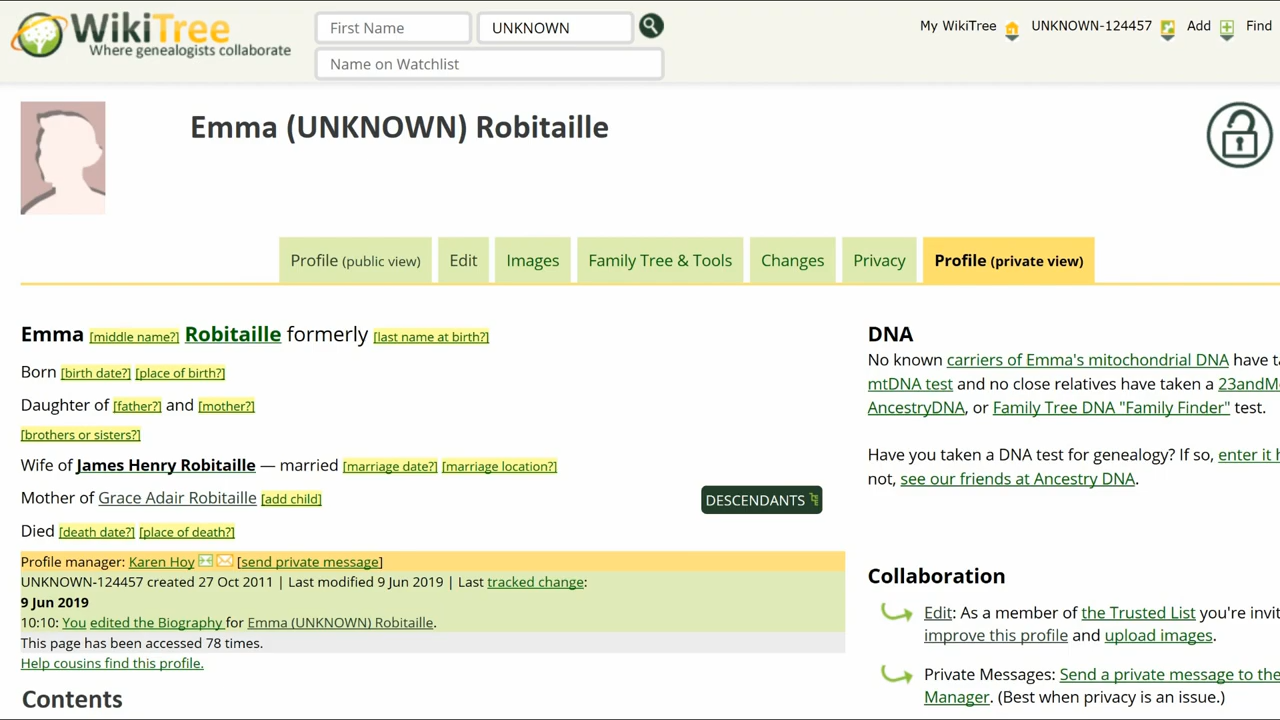 WikiTree
Where genealogists collaborate
First Name
UNKNOWN
Name on Watchlist
My WikiTree UNKNOWN-124457 Add Find
Emma (UNKNOWN) Robitaille
Profile (public view) Edit Images Family Tree & Tools Changes Privacy Profile (private view)
Emma [middle name?] Robitaille formerly [last name at birth?]
Born [birth date?] [place of birth?]
Daughter of [father?] and [mother?]
[brothers or sisters?]
Wife of James Henry Robitaille — married [marriage date?] [marriage location?]
Mother of Grace Adair Robitaille [add child]
DESCENDANTS
Died [death date?] [place of death?]
Profile manager: Karen Hoy [send private message]
UNKNOWN-124457 created 27 Oct 2011 | Last modified 9 Jun 2019 | Last tracked change:
9 Jun 2019
10:10: You edited the Biography for Emma (UNKNOWN) Robitaille.
This page has been accessed 78 times.
Help cousins find this profile.
Contents
DNA
No known carriers of Emma's mitochondrial DNA have ta
mtDNA test and no close relatives have taken a 23andMe
AncestryDNA, or Family Tree DNA "Family Finder" test.
Have you taken a DNA test for genealogy? If so, enter it h
not, see our friends at Ancestry DNA.
Collaboration
Edit: As a member of the Trusted List you're invit
improve this profile and upload images.
Private Messages: Send a private message to the
Manager. (Best when privacy is an issue.)